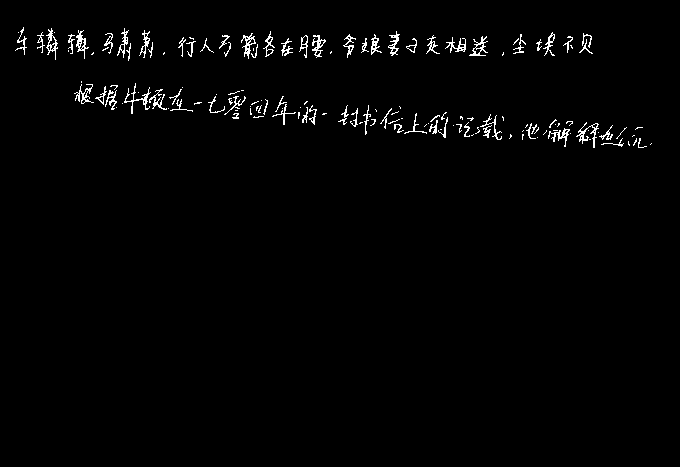 车辚辚，马萧萧，行人弓箭各在腰，爷娘妻子走相送，尘埃不见
根据牛顿在一七零四年的一封书信上的记载，他解释